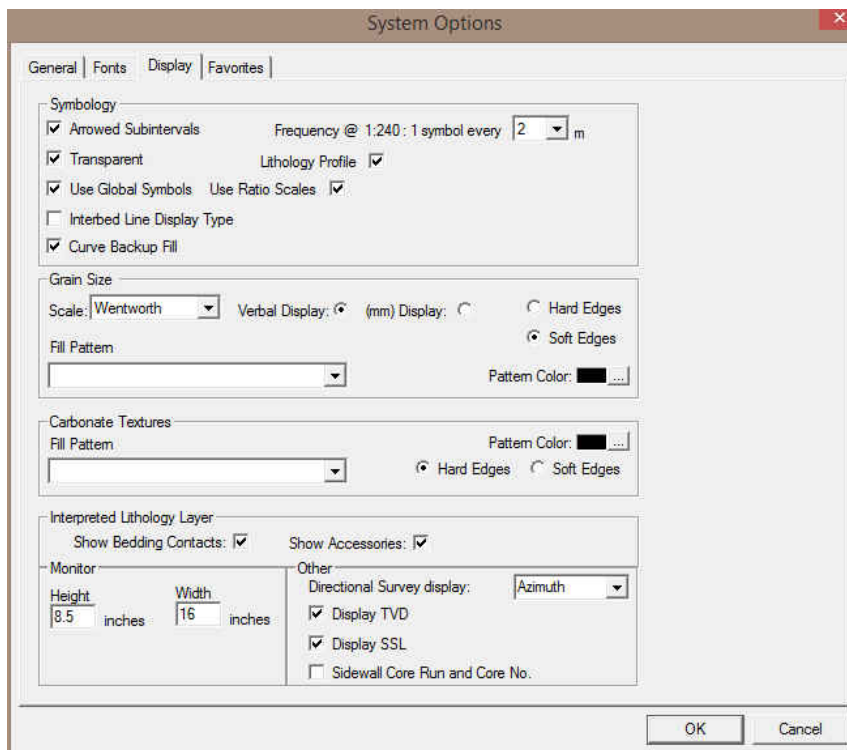 System Options
General Fonts Display Favorites
Symbology
Arrowed Subintervals Frequency @ 1:240 : 1 symbol every 2 m
Transparent Lithology Profile
Use Global Symbols Use Ratio Scales
Interbed Line Display Type
Curve Backup Fill
Grain Size
Scale: Wentworth Verbal Display: (mm) Display: Hard Edges
Soft Edges
Fill Pattern
Pattern Color: ...
Carbonate Textures
Fill Pattern Pattern Color: ...
Hard Edges Soft Edges
Interpreted Lithology Layer
Show Bedding Contacts: Show Accessories:
Monitor
Height Width
8.5 inches 16 inches
Other
Directional Survey display: Azimuth
Display TVD
Display SSL
Sidewall Core Run and Core No.
OK Cancel